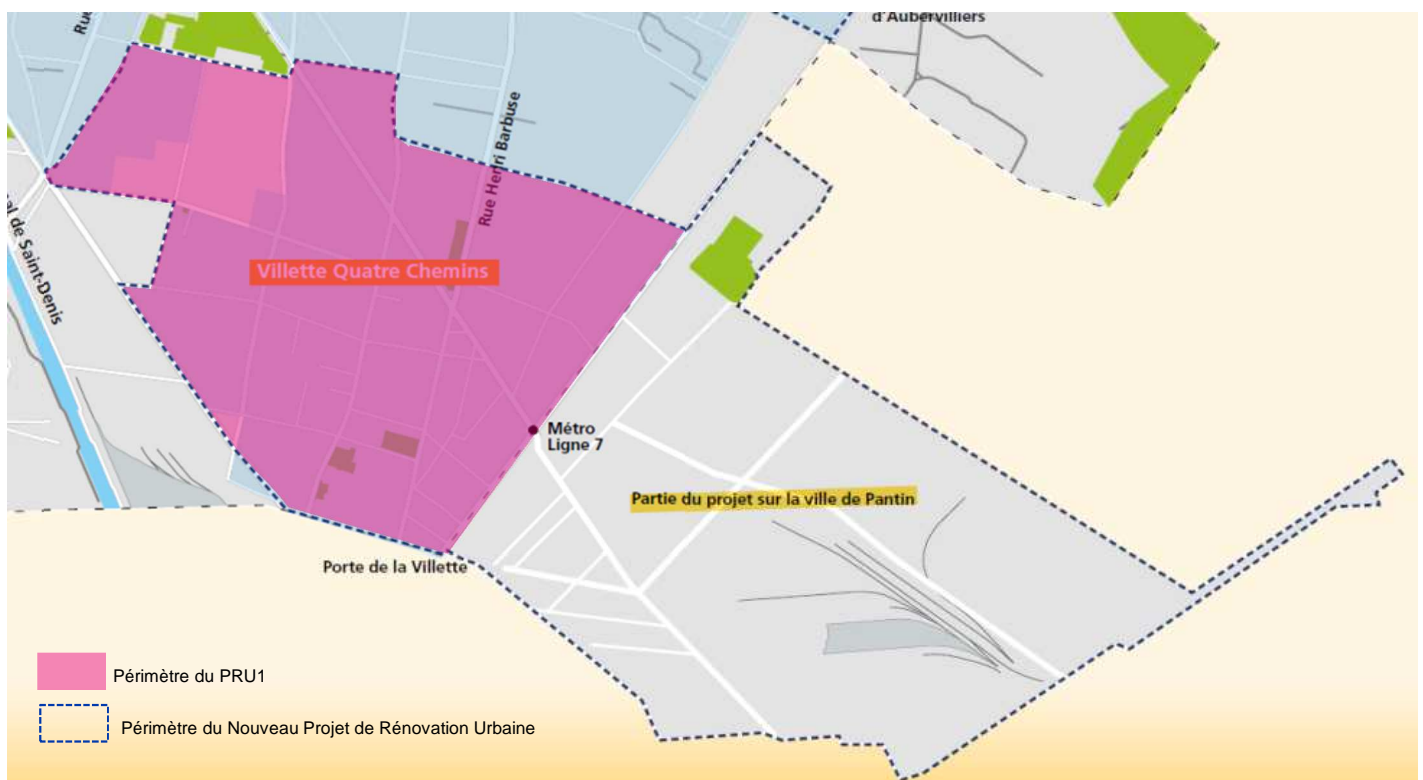 d'Aubervilliers
Rue
Rue Henri Barbuse
al de Saint-Denis
Villette Quatre Chemins
Métro
Ligne 7
Partie du projet sur la ville de Pantin
Porte de la Villette
Périmètre du PRU1
Périmètre du Nouveau Projet de Rénovation Urbaine